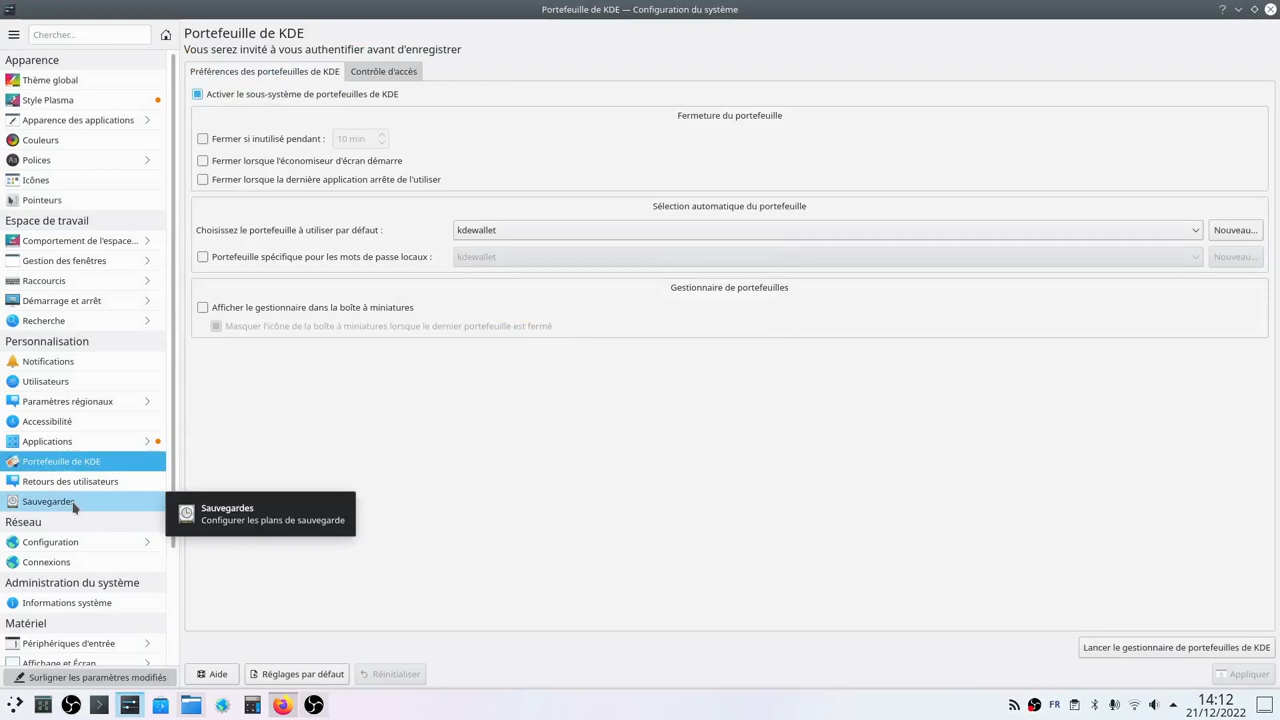 Portefeuille de KDE — Configuration du système
Chercher...
Apparence
Thème global
Style Plasma
Apparence des applications
Couleurs
Polices
Icônes
Pointeurs
Espace de travail
Comportement de l'espace...
Gestion des fenêtres
Raccourcis
Démarrage et arrêt
Recherche
Personnalisation
Notifications
Utilisateurs
Paramètres régionaux
Accessibilité
Applications
Portefeuille de KDE
Retours des utilisateurs
Sauvegardes
Réseau
Configuration
Connexions
Administration du système
Informations système
Matériel
Périphériques d'entrée
Affichage et Écran
Surligner les paramètres modifiés
Portefeuille de KDE
Vous serez invité à vous authentifier avant d'enregistrer
Préférences des portefeuilles de KDE
Contrôle d'accès
Activer le sous-système de portefeuilles de KDE
Fermeture du portefeuille
Fermer si inutilisé pendant : 10 min
Fermer lorsque l'économiseur d'écran démarre
Fermer lorsque la dernière application arrête de l'utiliser
Sélection automatique du portefeuille
Choisissez le portefeuille à utiliser par défaut : kdewallet Nouveau...
Portefeuille spécifique pour les mots de passe locaux : kdewallet Nouveau...
Gestionnaire de portefeuilles
Afficher le gestionnaire dans la boîte à miniatures
Masquer l'icône de la boîte à miniatures lorsque le dernier portefeuille est fermé
Sauvegardes
Configurer les plans de sauvegarde
Lancer le gestionnaire de portefeuilles de KDE
Aide
Réglages par défaut
Réinitialiser
Appliquer
FR
14:12
21/12/2022